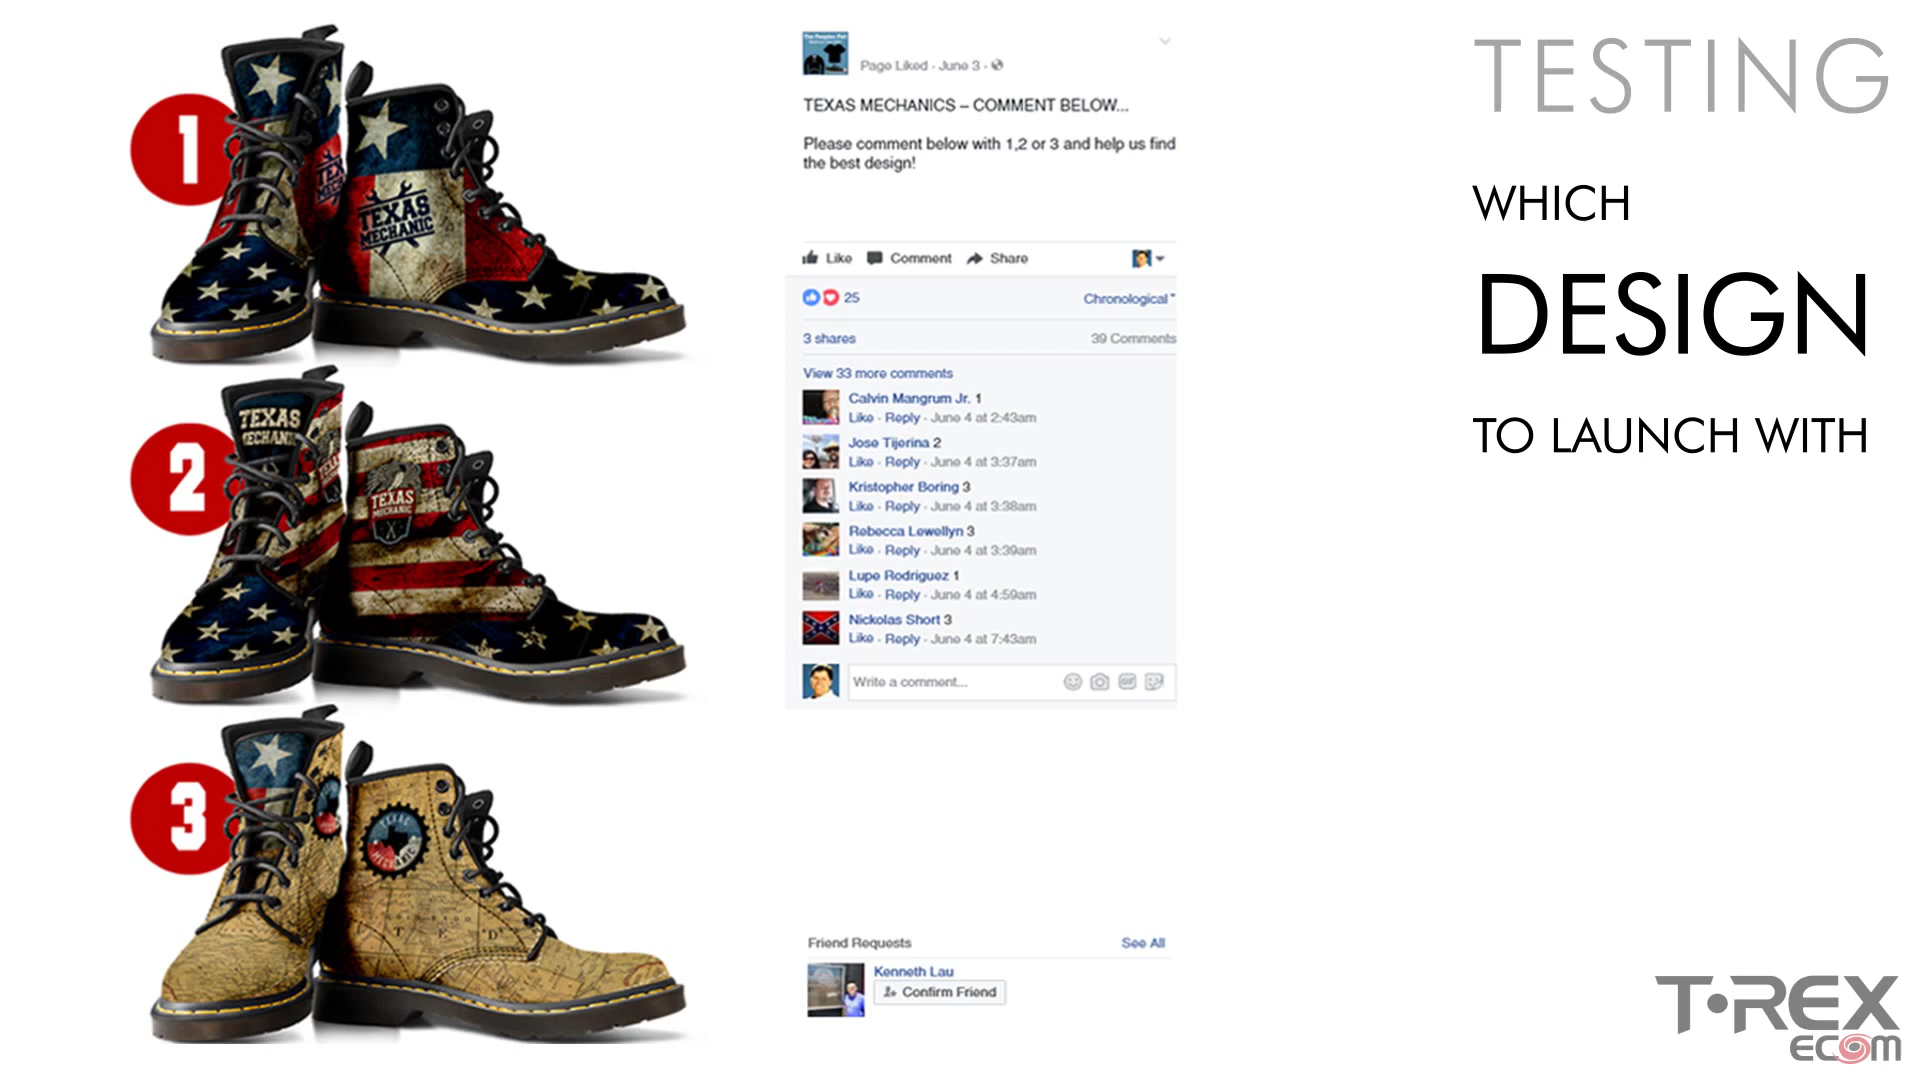 1
TEXAS
MECHANIC
2
TEXAS
MECHANIC
TEXAS
MECHANIC
3
TEXAS
MECHANIC
T E D
Page Liked · June 3 ·
TEXAS MECHANICS – COMMENT BELOW...
Please comment below with 1,2 or 3 and help us find
the best design!
Like Comment Share
25 Chronological
3 shares 39 Comments
View 33 more comments
Calvin Mangrum Jr. 1
Like · Reply · June 4 at 2:43am
Jose Tijerina 2
Like · Reply · June 4 at 3:37am
Kristopher Boring 3
Like · Reply · June 4 at 3:38am
Rebecca Lewellyn 3
Like · Reply · June 4 at 3:39am
Lupe Rodriguez 1
Like · Reply · June 4 at 4:59am
Nickolas Short 3
Like · Reply · June 4 at 7:43am
Write a comment...
GIF
Friend Requests See All
Kenneth Lau
Confirm Friend
TESTING
WHICH
DESIGN
TO LAUNCH WITH
T·REX
ECOM